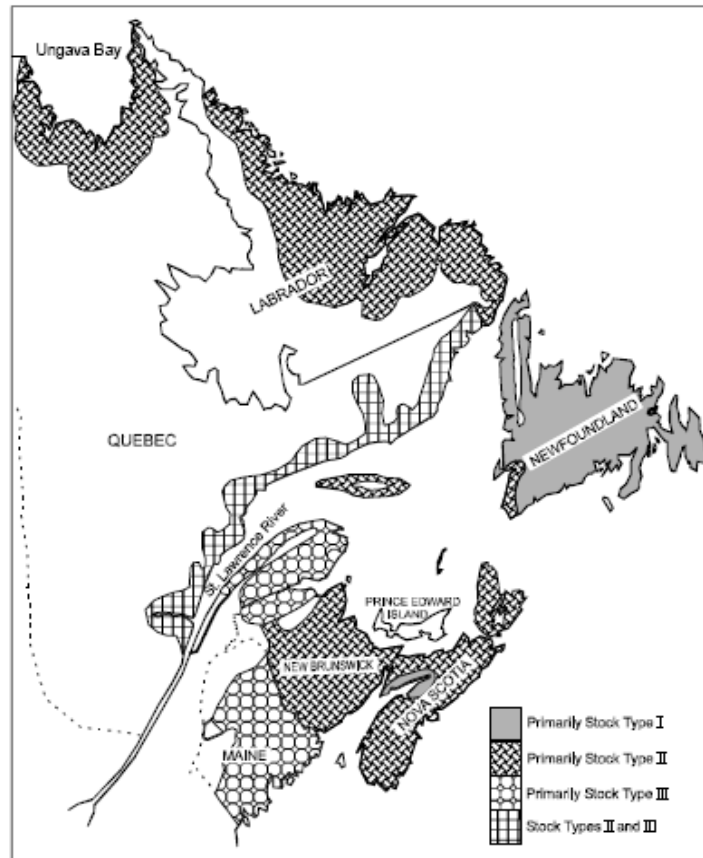 Ungava Bay
LABRADOR
NEWFOUNDLAND
QUEBEC
St. Lawrence River
PRINCE EDWARD
ISLAND
NEW BRUNSWICK
NOVA SCOTIA
MAINE
Primarily Stock Type I
Primarily Stock Type II
Primarily Stock Type III
Stock Types II and III